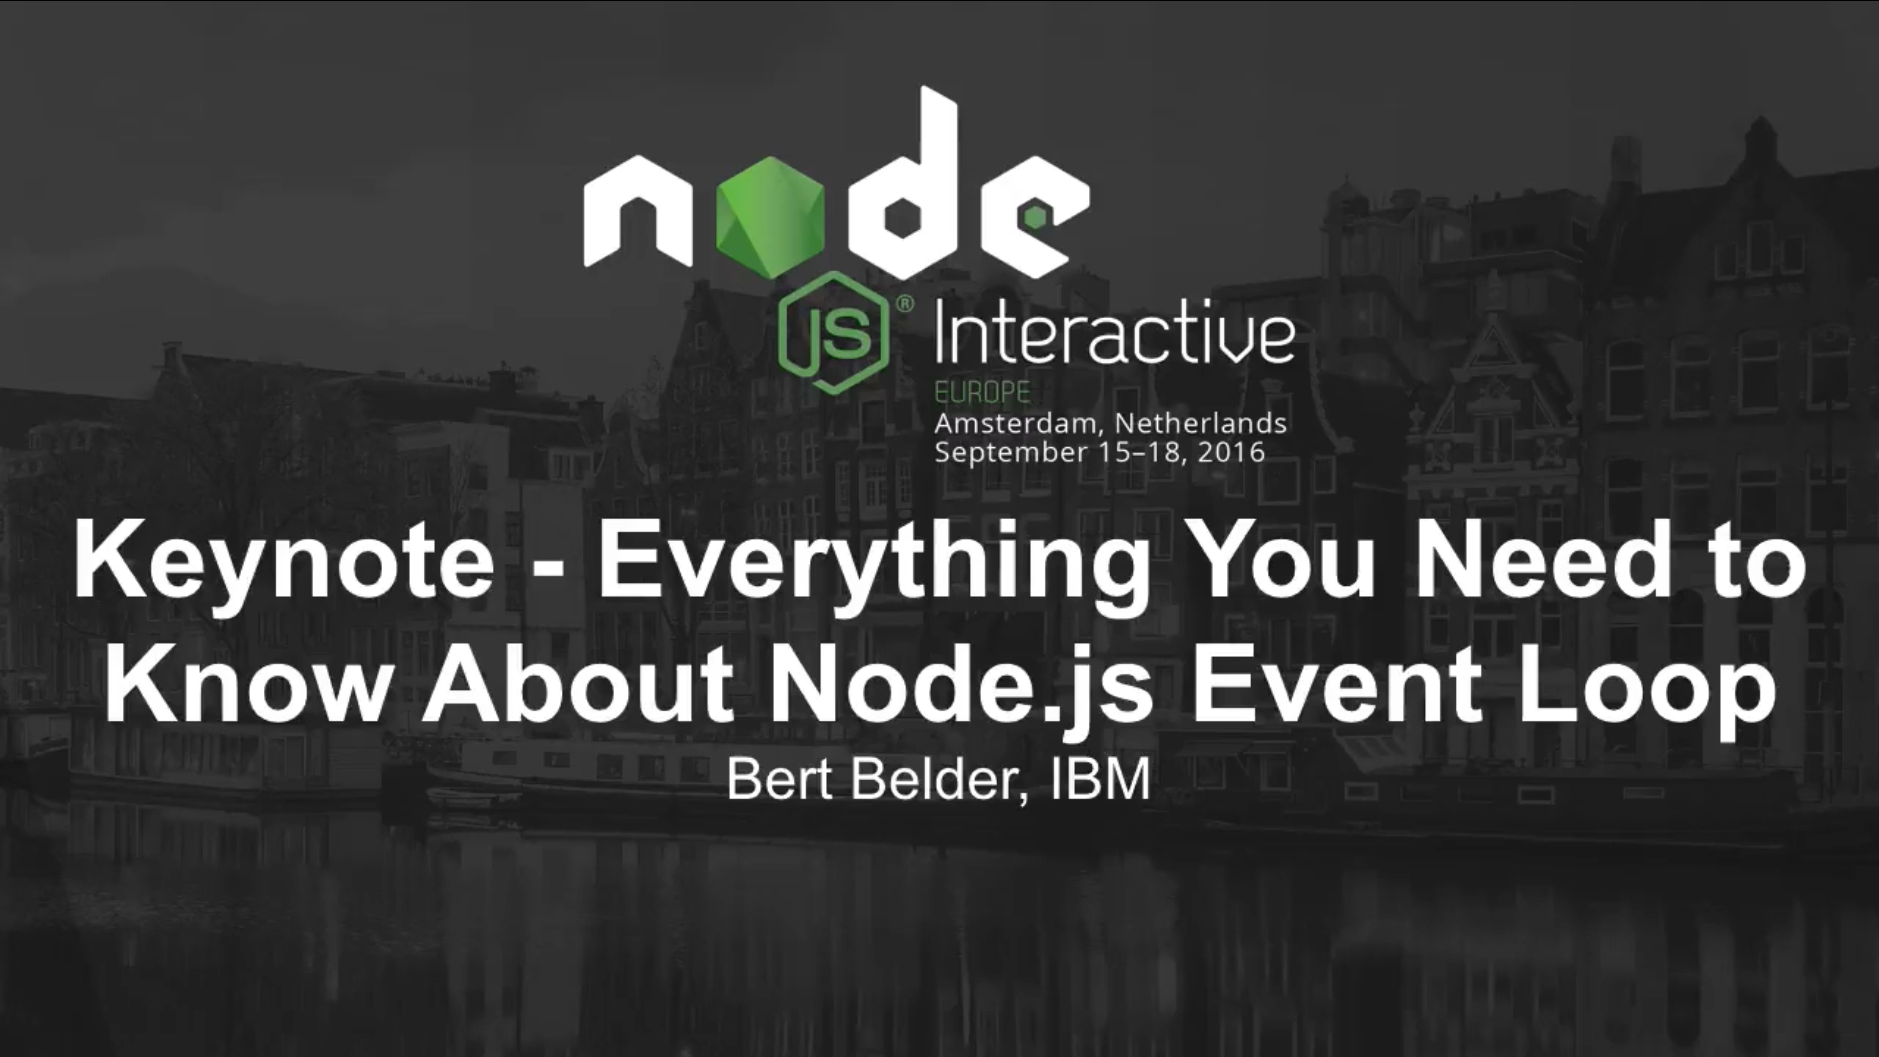 node
JS® Interactive
EUROPE
Amsterdam, Netherlands
September 15–18, 2016
Keynote - Everything You Need to
Know About Node.js Event Loop
Bert Belder, IBM